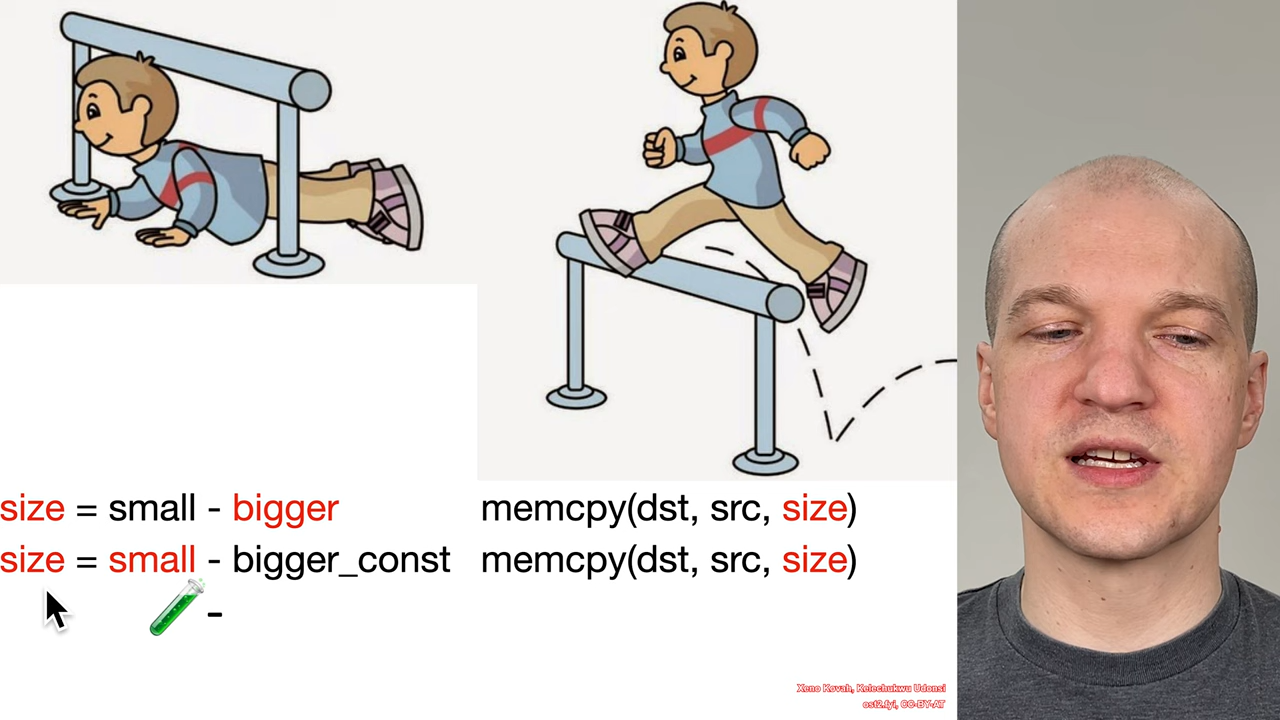 size = small - bigger memcpy(dst, src, size)
size = small - bigger_const memcpy(dst, src, size)
-
Xeno Kovah, Kelechukwu Udonsi
ost2.fyi, CC-BY-AT